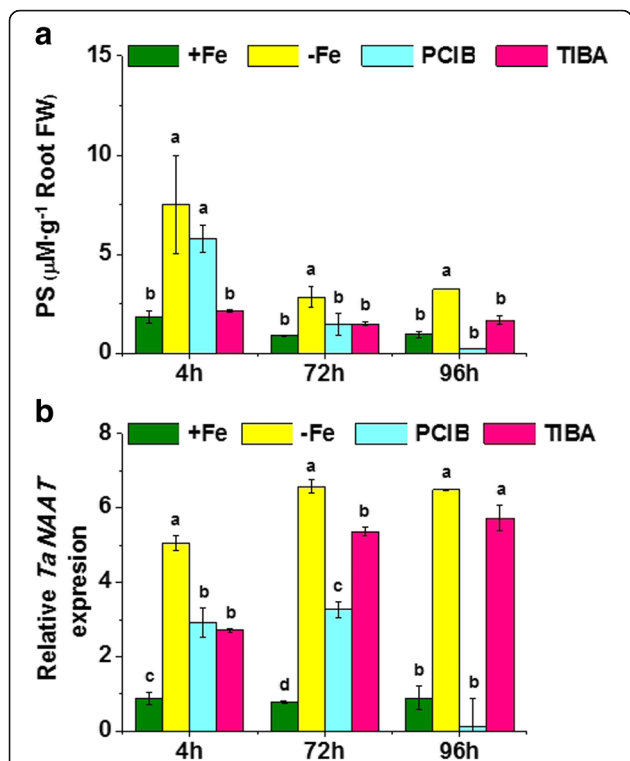 a
+Fe -Fe PCIB TIBA
PS (μM·g⁻¹ Root FW)
15
10
5
0
a
a
b b
a
b b b
a
b b b
4h 72h 96h
b
+Fe -Fe PCIB TIBA
Relative Ta NAAT
expresion
8
6
4
2
0
a
b b
c
a
b
c
d
a
a
b b
4h 72h 96h